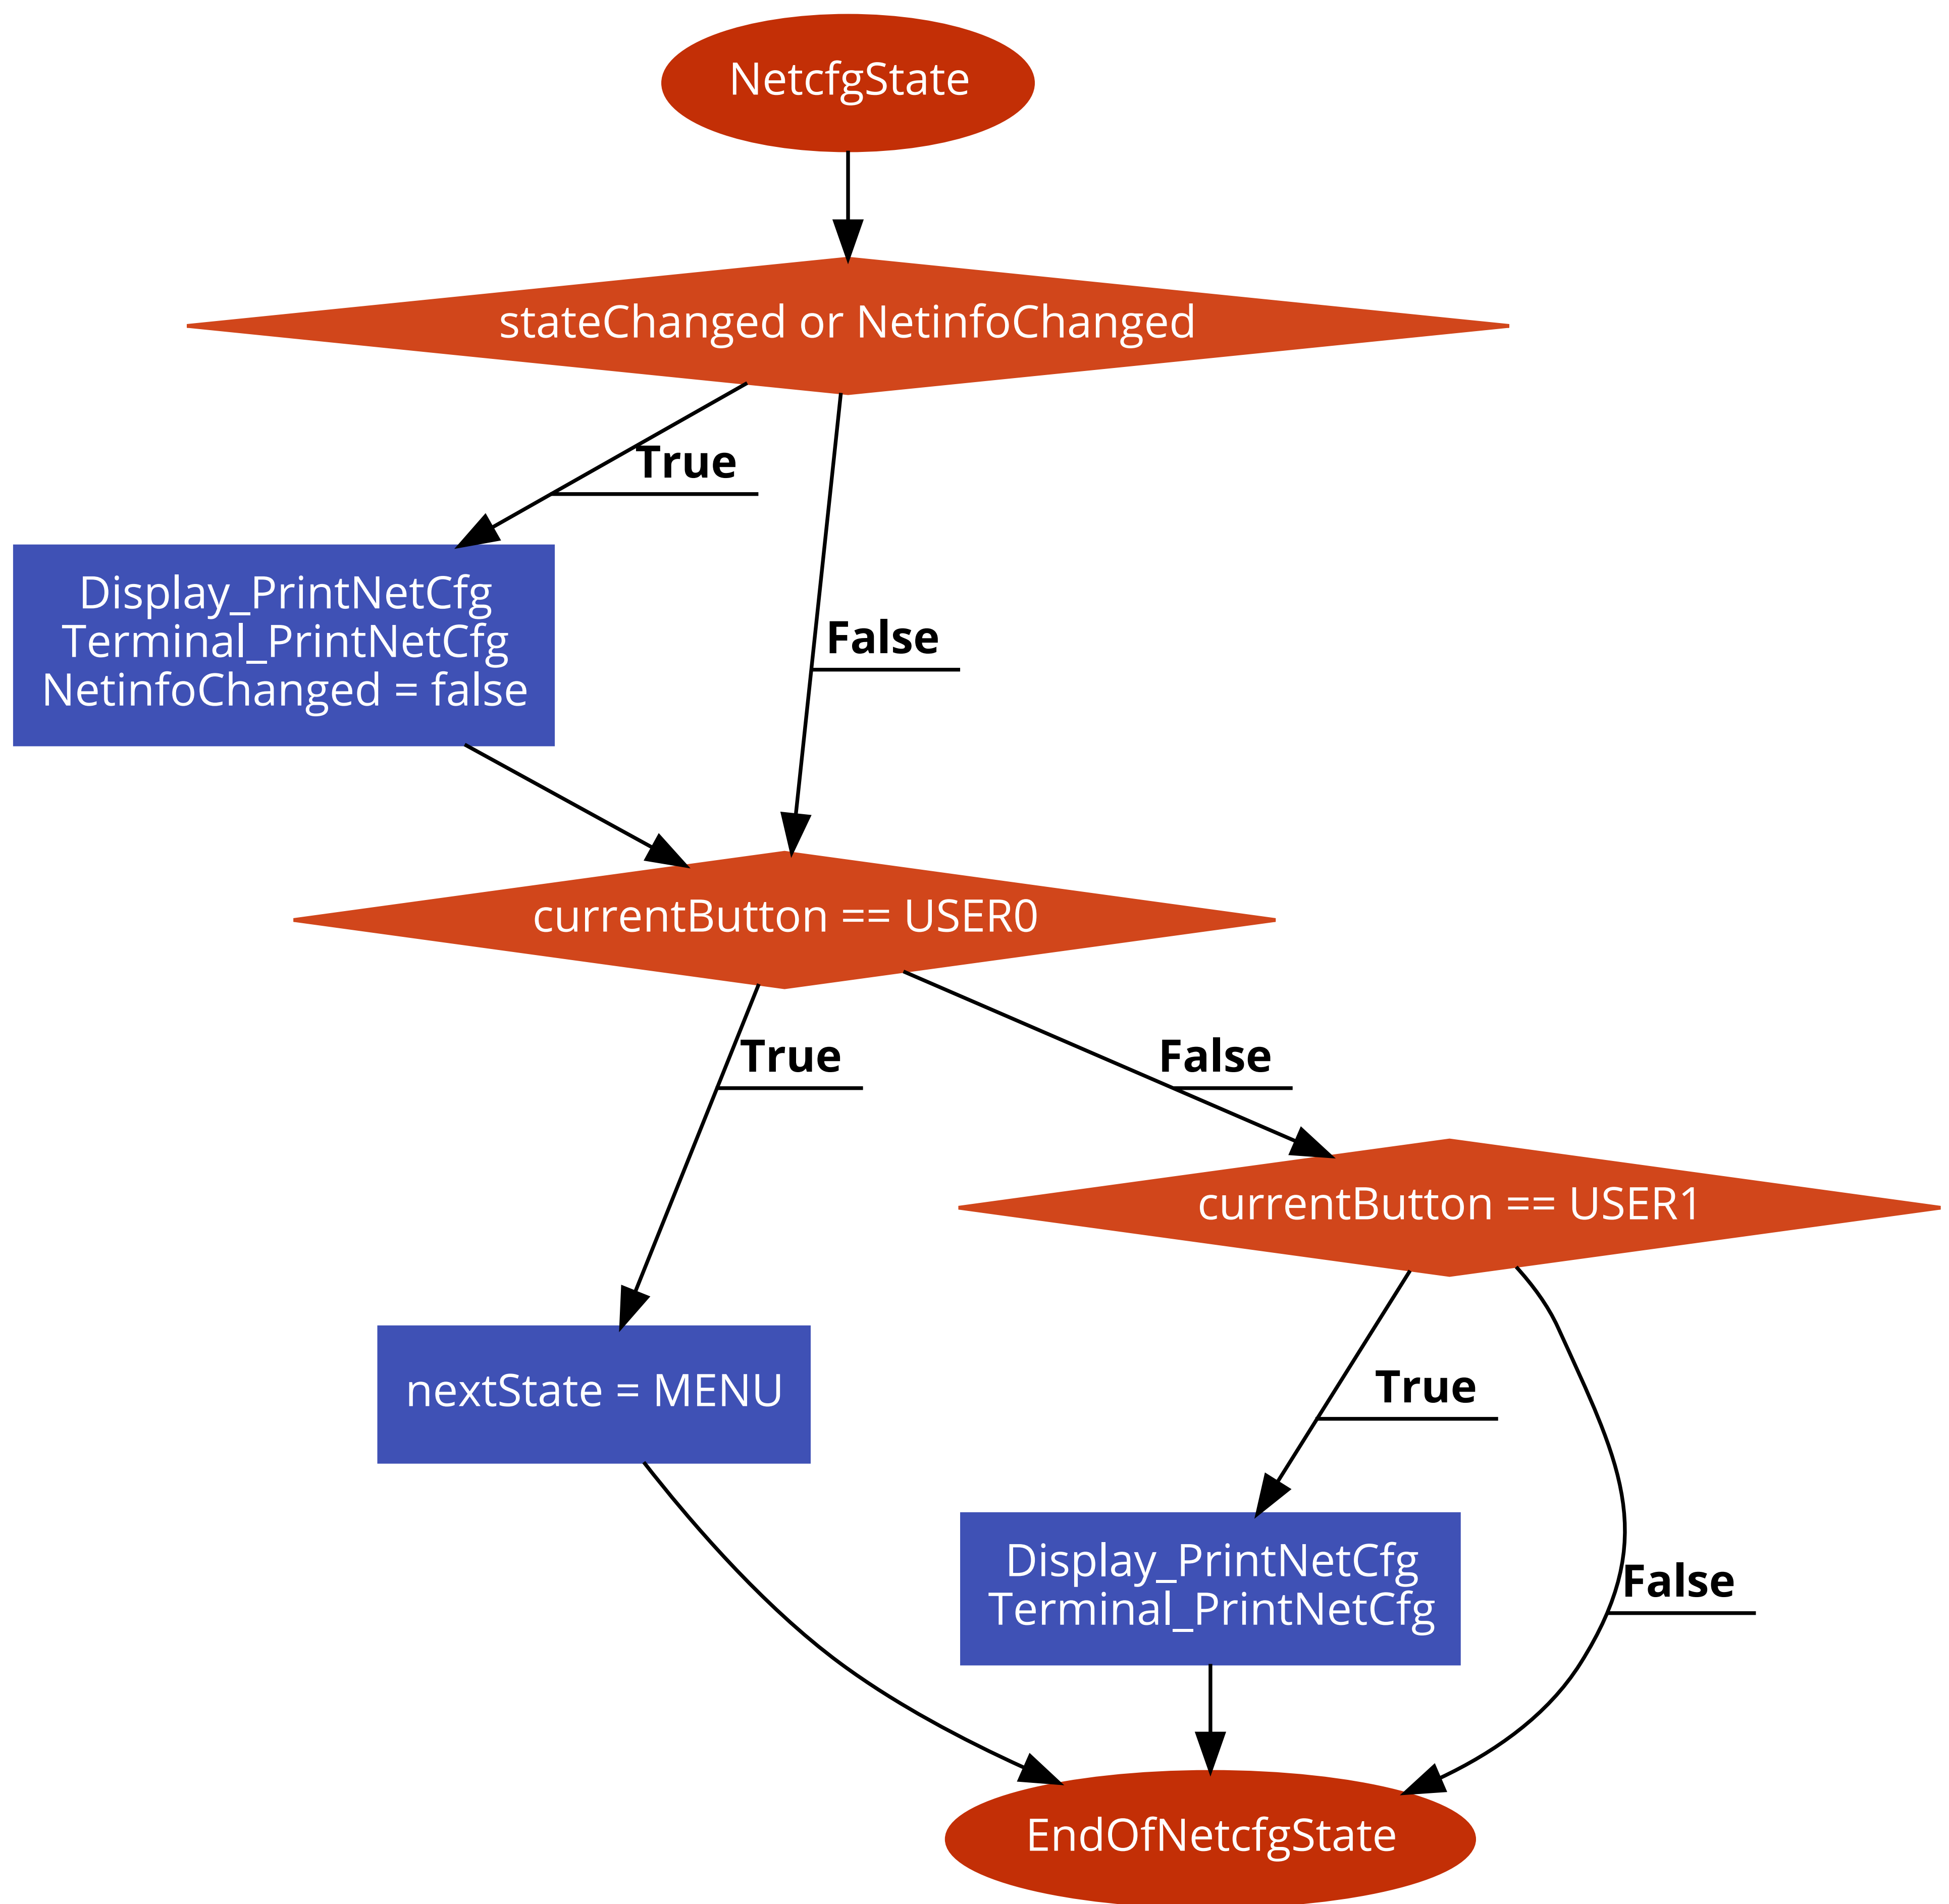 NetcfgState
stateChanged or NetinfoChanged
True
Display_PrintNetCfg
Terminal_PrintNetCfg
NetinfoChanged = false
False
currentButton == USER0
True
False
currentButton == USER1
nextState = MENU
True
Display_PrintNetCfg
Terminal_PrintNetCfg
False
EndOfNetcfgState